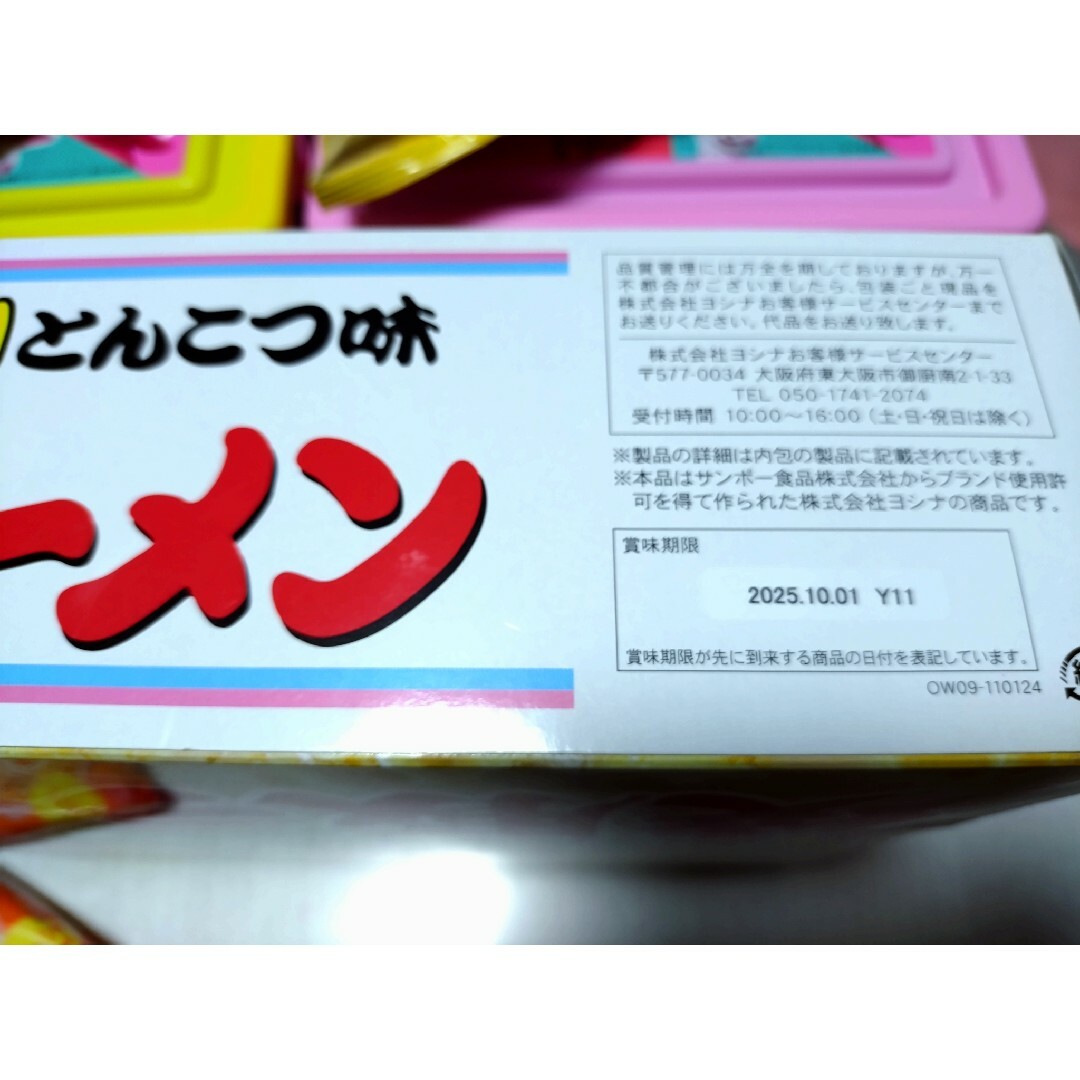 とんこつ味
ーメン
品質管理には万全を期しておりますが、万一
不都合がございましたら、包装ごと現品を
株式会社ヨシナお客様サービスセンターまで
お送りください。代品をお送り致します。
株式会社ヨシナお客様サービスセンター
〒577-0034 大阪府東大阪市御厨南2-1-33
TEL 050-1741-2074
受付時間 10:00～16:00 (土・日・祝日は除く)
※製品の詳細は内包の製品に記載されています。
※本品はサンポー食品株式会社からブランド使用許
可を得て作られた株式会社ヨシナの商品です。
賞味期限
2025.10.01 Y11
賞味期限が先に到来する商品の日付を表記しています。
OW09-110124